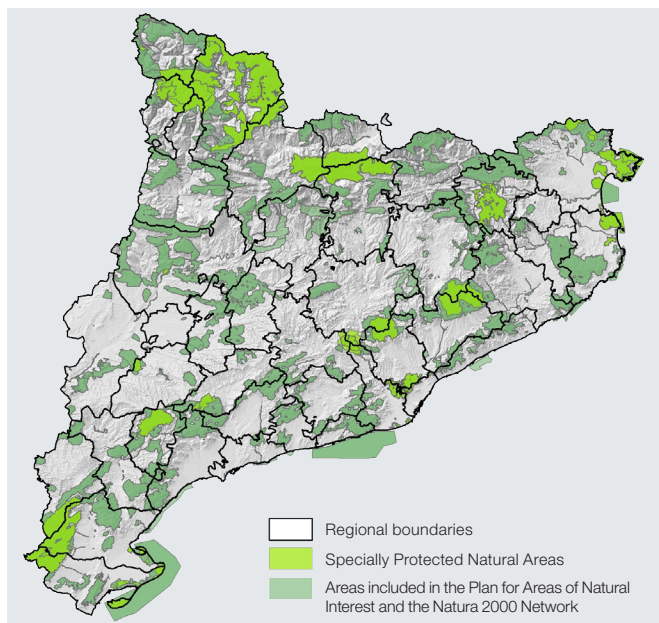 Regional boundaries
Specially Protected Natural Areas
Areas included in the Plan for Areas of Natural
Interest and the Natura 2000 Network